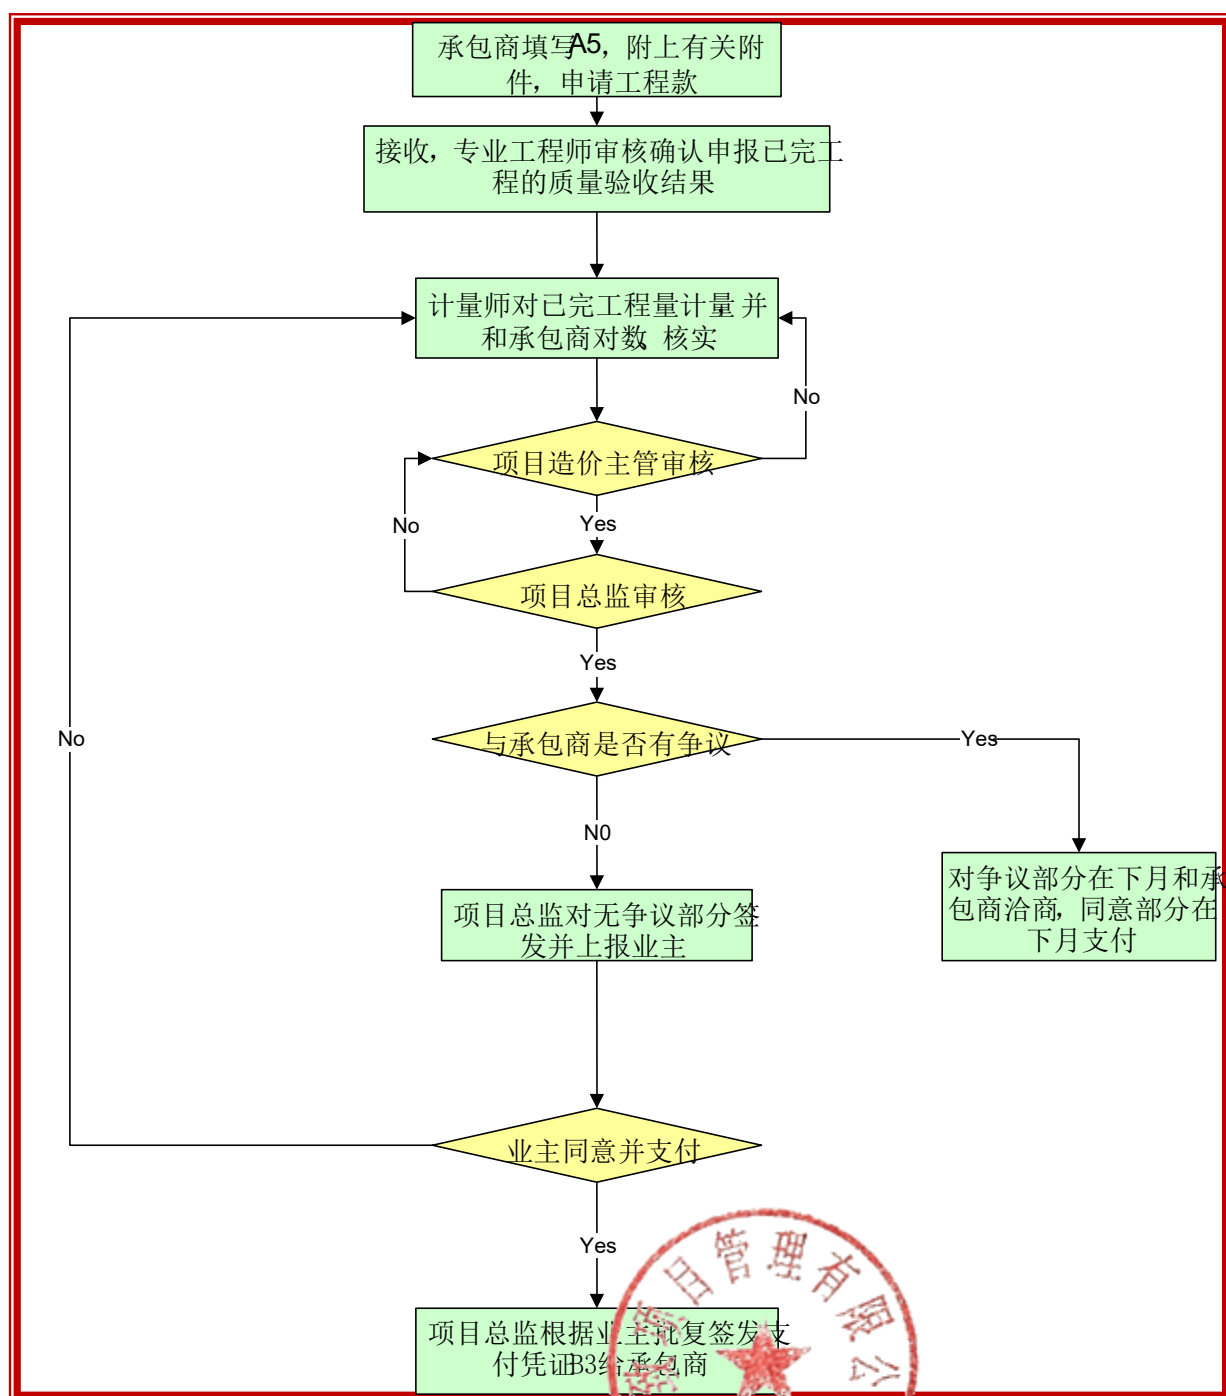 承包商填写A5，附上有关附
件，申请工程款
接收，专业工程师审核确认申报已完工
程的质量验收结果
计量师对已完工程量计量，并
和承包商对数、核实
No
项目造价主管审核
No
Yes
项目总监审核
Yes
No
与承包商是否有争议
Yes
N0
对争议部分在下月和承
包商洽商，同意部分在
下月支付
项目总监对无争议部分签
发并上报业主
业主同意并支付
Yes
项目管理有限公
项目总监根据业主批复签发支
付凭证B3给承包商